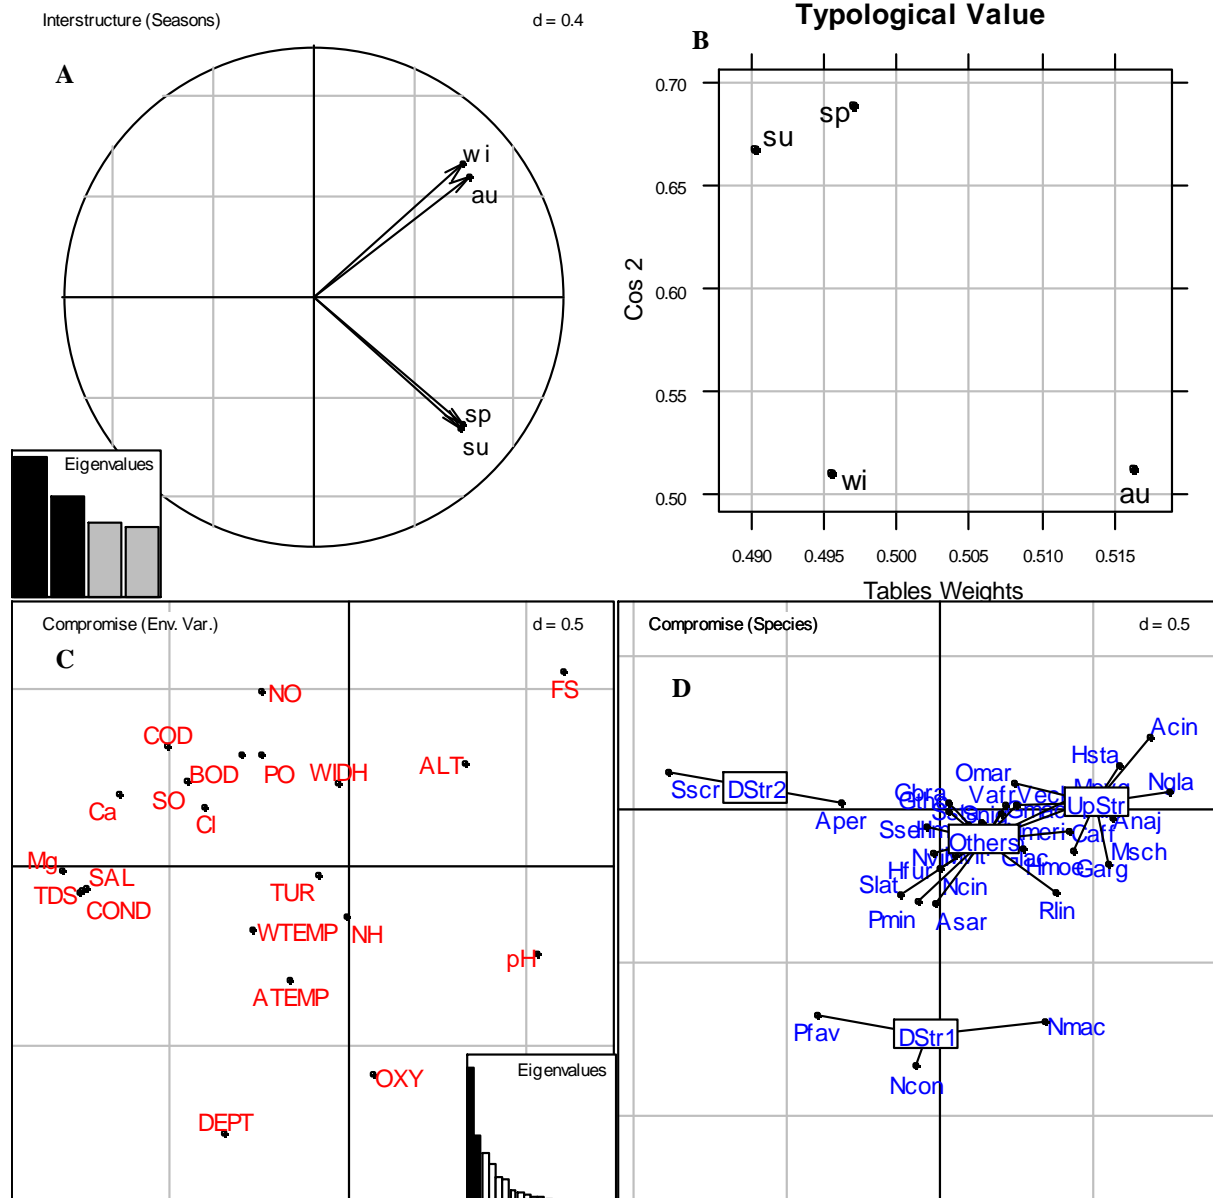 Interstructure (Seasons)
d = 0.4
A
wi
au
sp
su
Eigenvalues
Typological Value
B
Cos 2
0.70
0.65
0.60
0.55
0.50
su
sp
wi
au
0.490
0.495
0.500
0.505
0.510
0.515
Tables Weights
Compromise (Env. Var.)
d = 0.5
C
NO
FS
COD
BOD
PO
WIDH
ALT
Ca
SO
Cl
Mg
SAL
TDS
COND
TUR
WTEMP
NH
pH
ATEMP
OXY
DEPT
Eigenvalues
Compromise (Species)
d = 0.5
D
Acin
Hsta
Ngla
Sscr
DStr2
Omar
Aper
Gbra
Vafr
UpStr
Anaj
Others
Caff
Glac
Hmoe
Garg
Msch
Hfur
Slat
Ncin
Pmin
Asar
Rlin
Pfav
DStr1
Nmac
Ncon